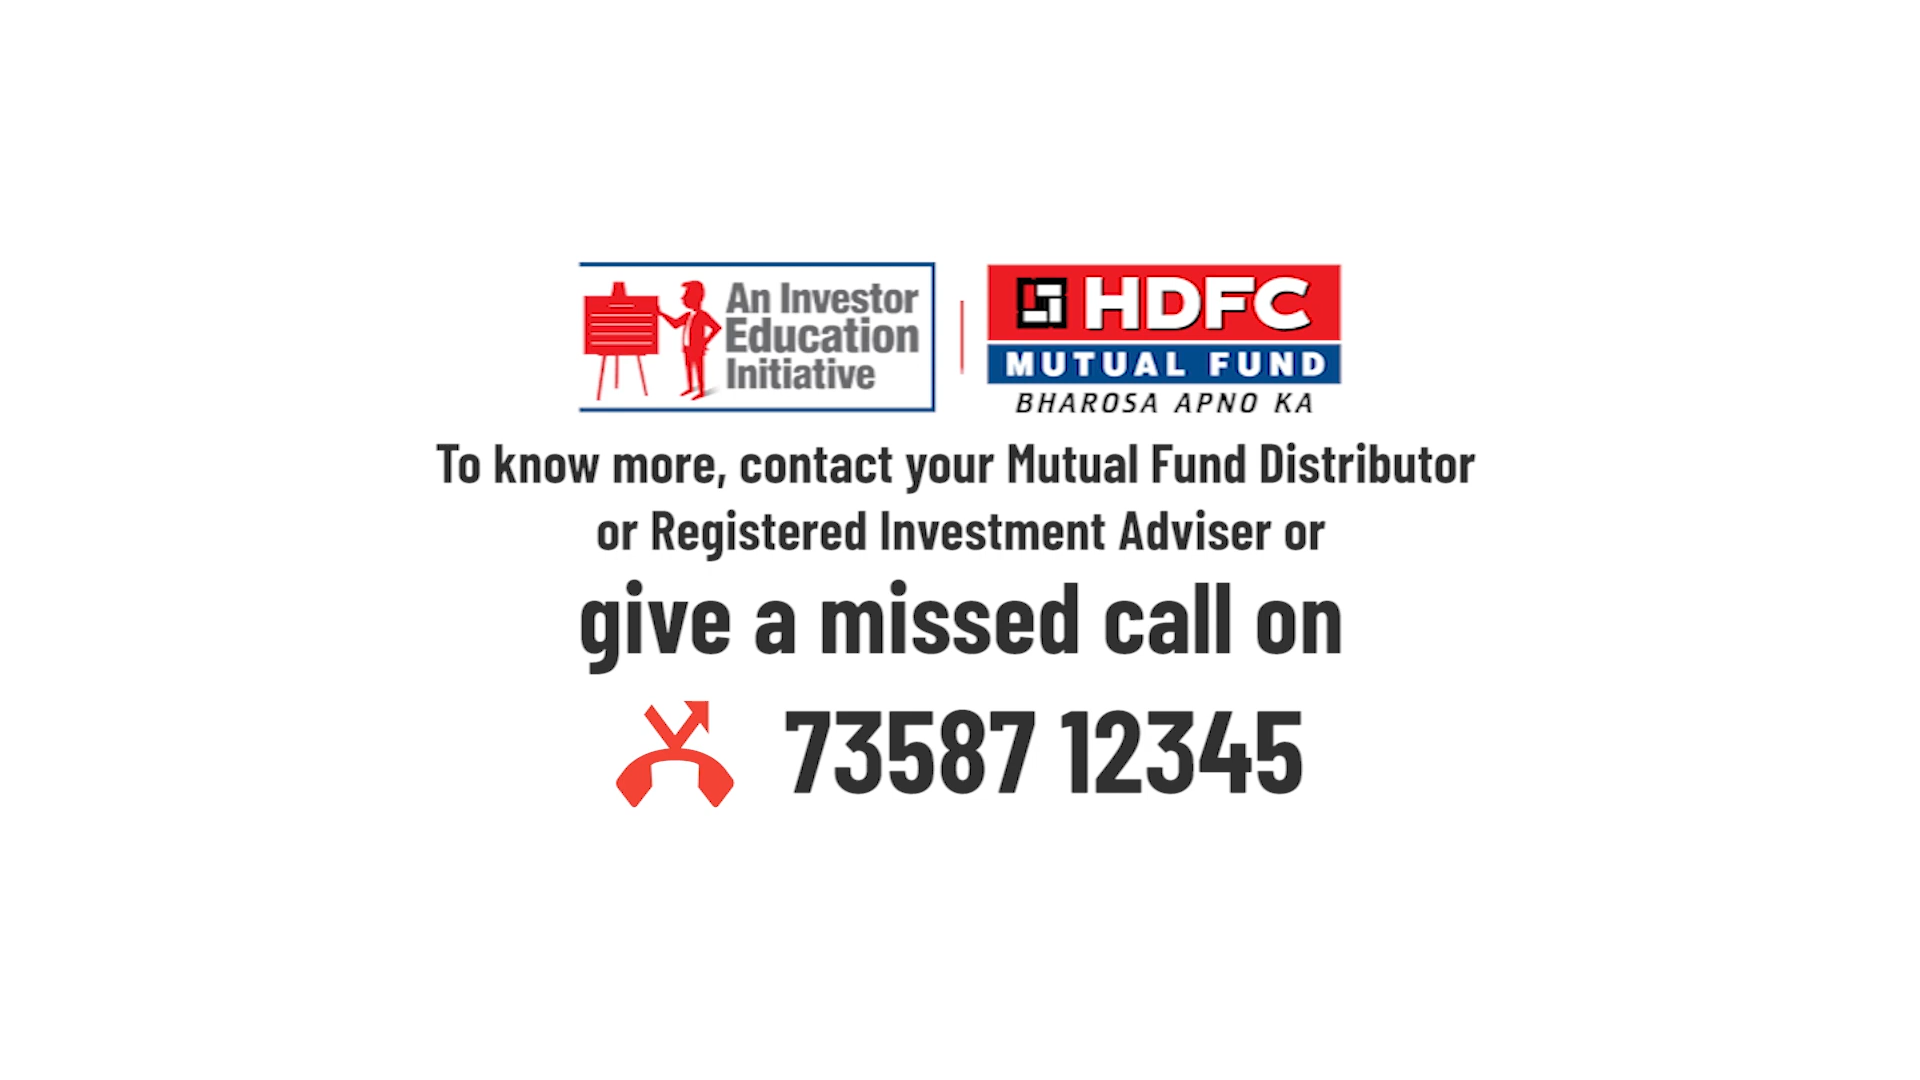 An Investor
Education
Initiative
HDFC
MUTUAL FUND
BHAROSA APNO KA
To know more, contact your Mutual Fund Distributor
or Registered Investment Adviser or
give a missed call on
73587 12345